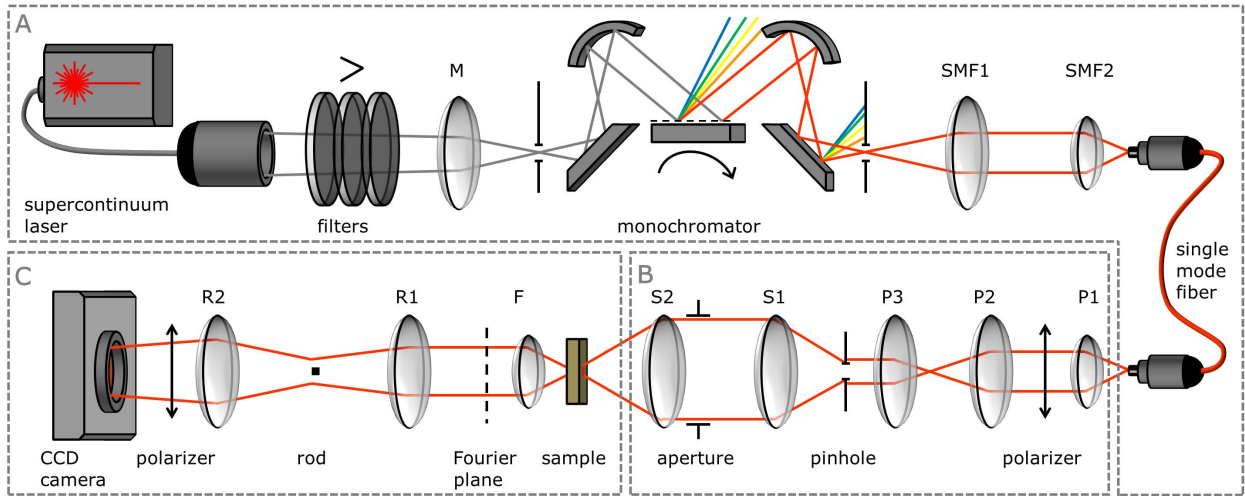 A
>
M
SMF1
SMF2
supercontinuum
laser
filters
monochromator
single
mode
fiber
C
R2
R1
F
CCD
camera
polarizer
rod
Fourier
plane
sample
B
S2
S1
P3
P2
P1
aperture
pinhole
polarizer